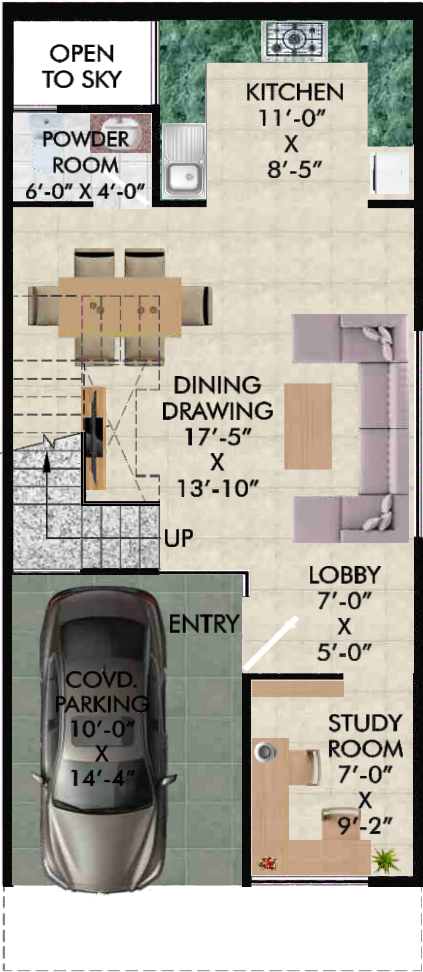 OPEN
TO SKY
KITCHEN
11'-0"
X
8'-5"
POWDER
ROOM
6'-0" X 4'-0"
DINING
DRAWING
17'-5"
X
13'-10"
UP
LOBBY
7'-0"
X
5'-0"
ENTRY
COVD.
PARKING
10'-0"
X
14'-4"
STUDY
ROOM
7'-0"
X
9'-2"